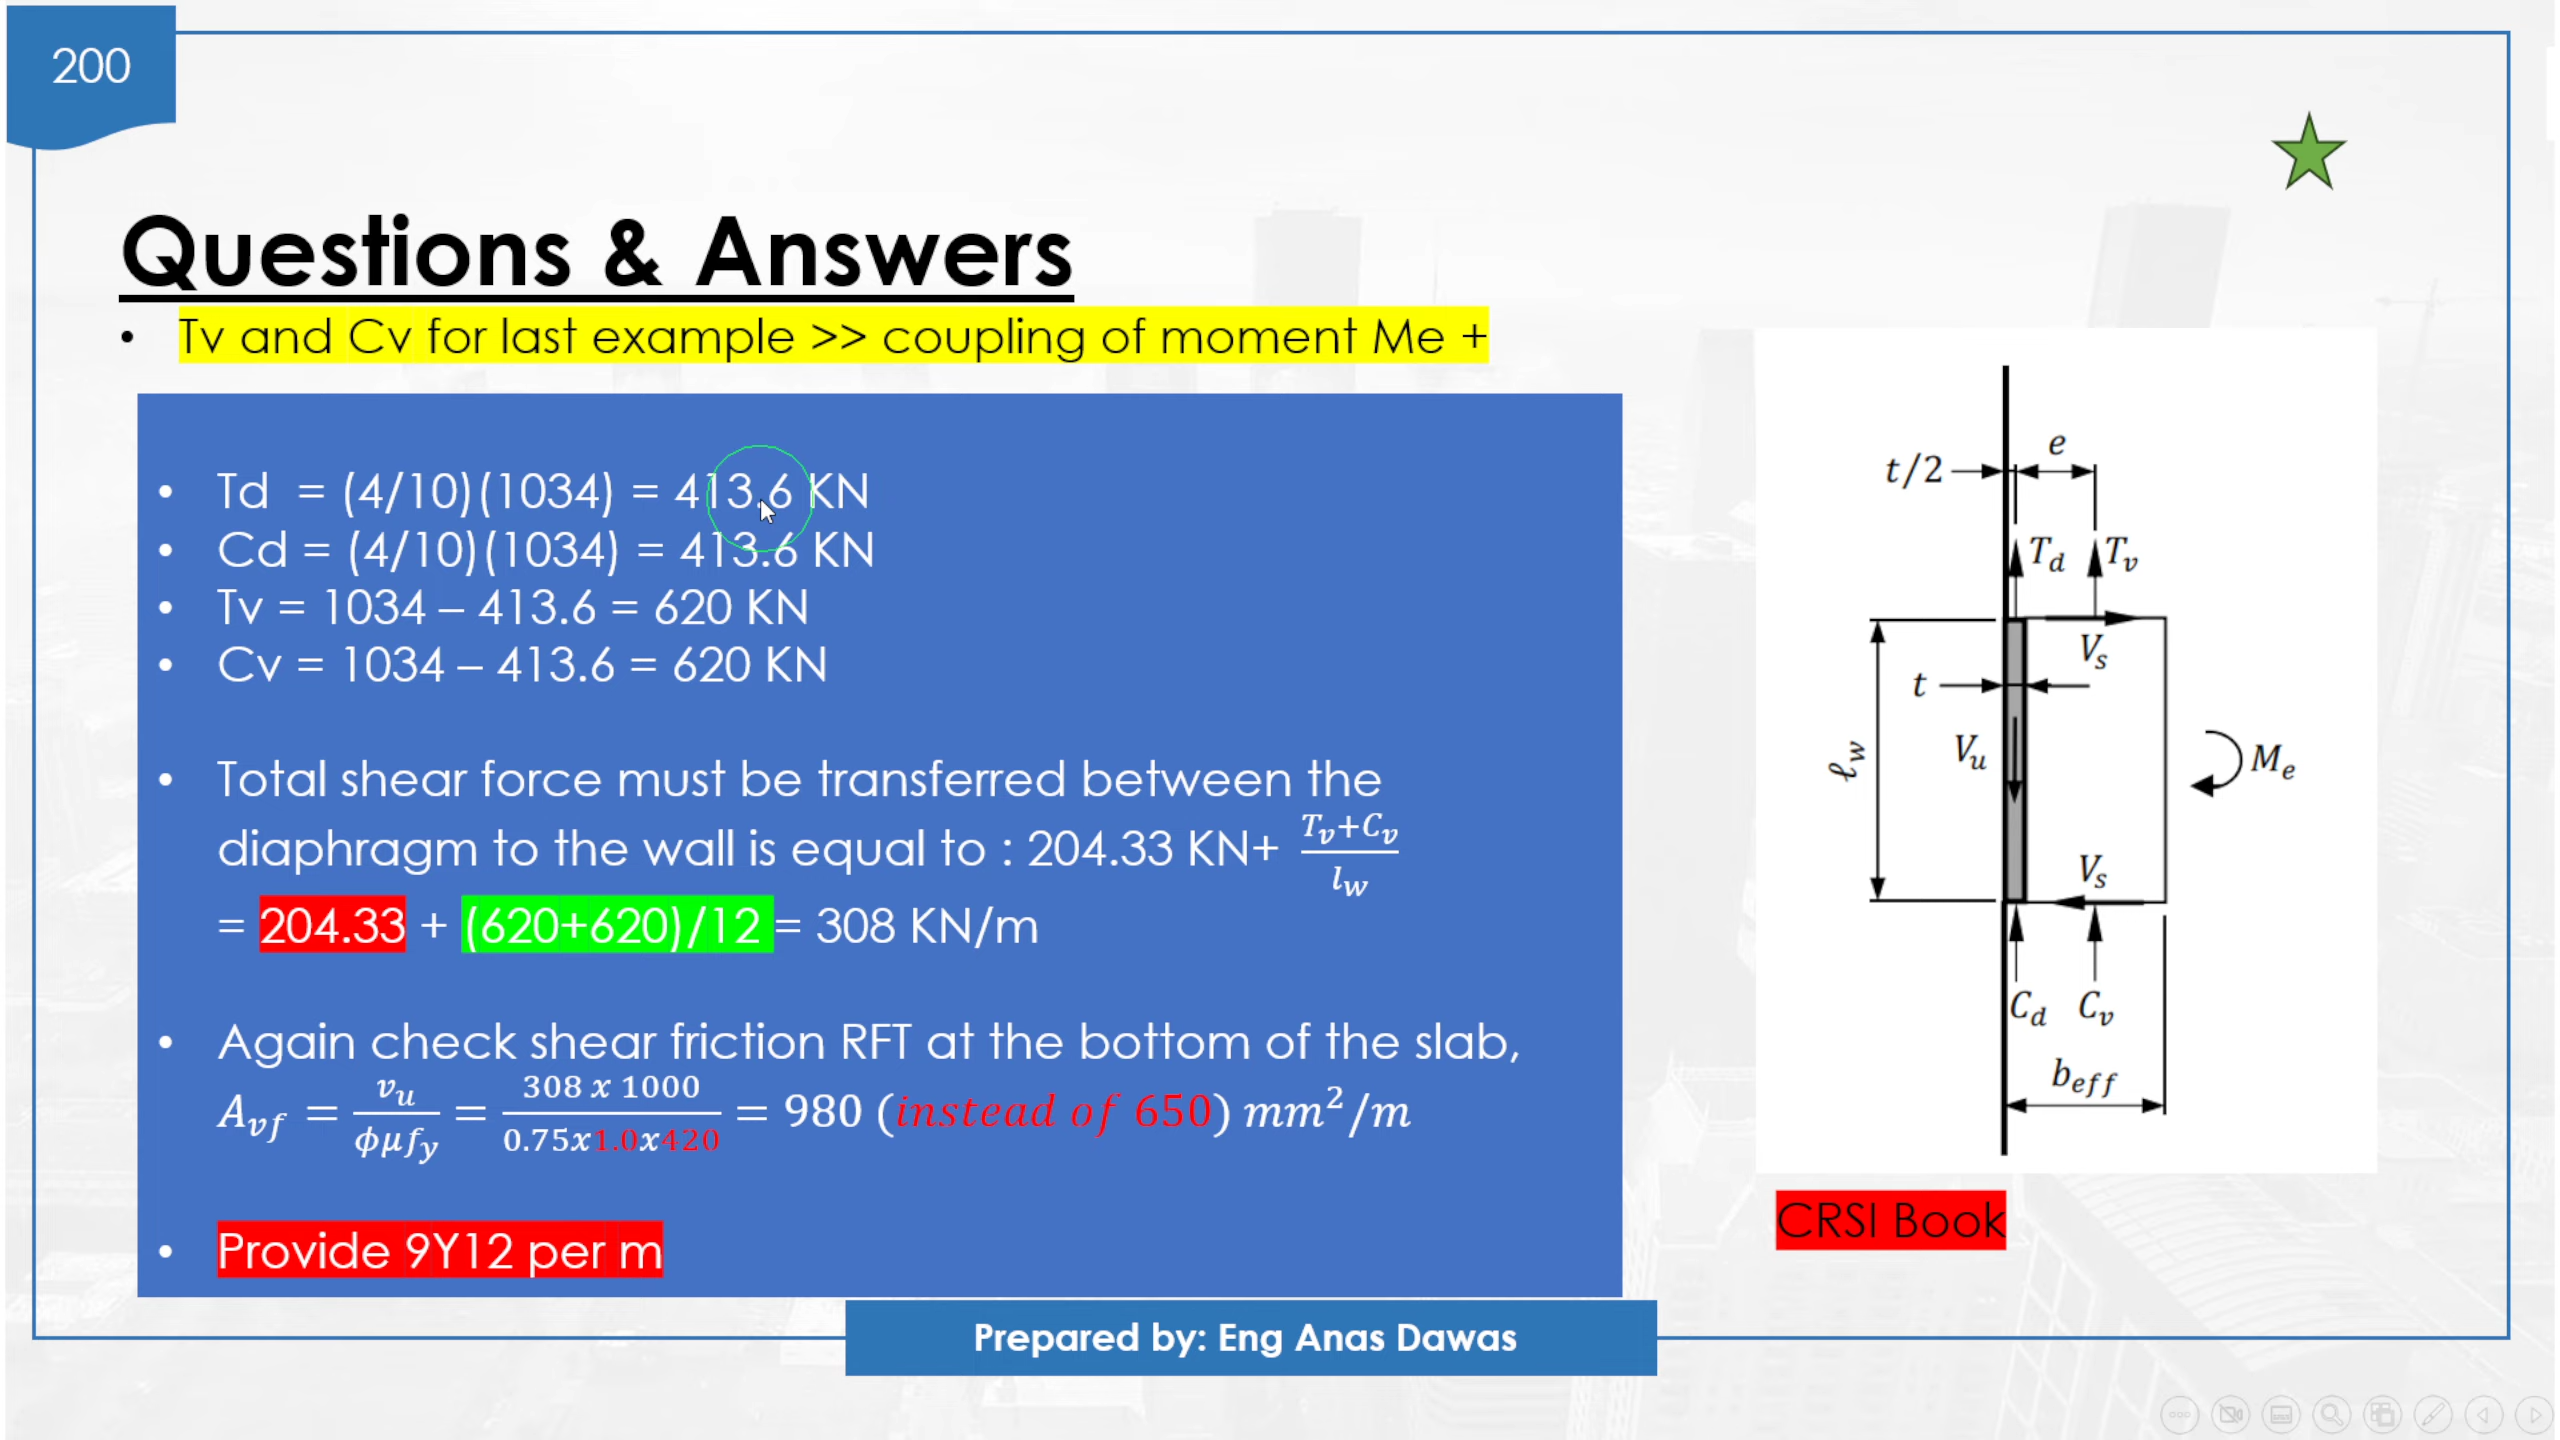 200
Questions & Answers
• Tv and Cv for last example >> coupling of moment Me +
• Td = (4/10)(1034) = 413.6 KN
• Cd = (4/10)(1034) = 413.6 KN
• Tv = 1034 – 413.6 = 620 KN
• Cv = 1034 – 413.6 = 620 KN
• Total shear force must be transferred between the
diaphragm to the wall is equal to : 204.33 KN+ (T_v+C_v)/l_w
= 204.33 + (620+620)/12 = 308 KN/m
• Again check shear friction RFT at the bottom of the slab,
A_vf = v_u/ϕμf_y = (308 x 1000)/(0.75x1.0x420) = 980 (instead of 650) mm²/m
• Provide 9Y12 per m
e
t/2
T_d T_v
V_s
t
V_u
ℓ_w
M_e
V_s
C_d C_v
b_eff
CRSI Book
Prepared by: Eng Anas Dawas